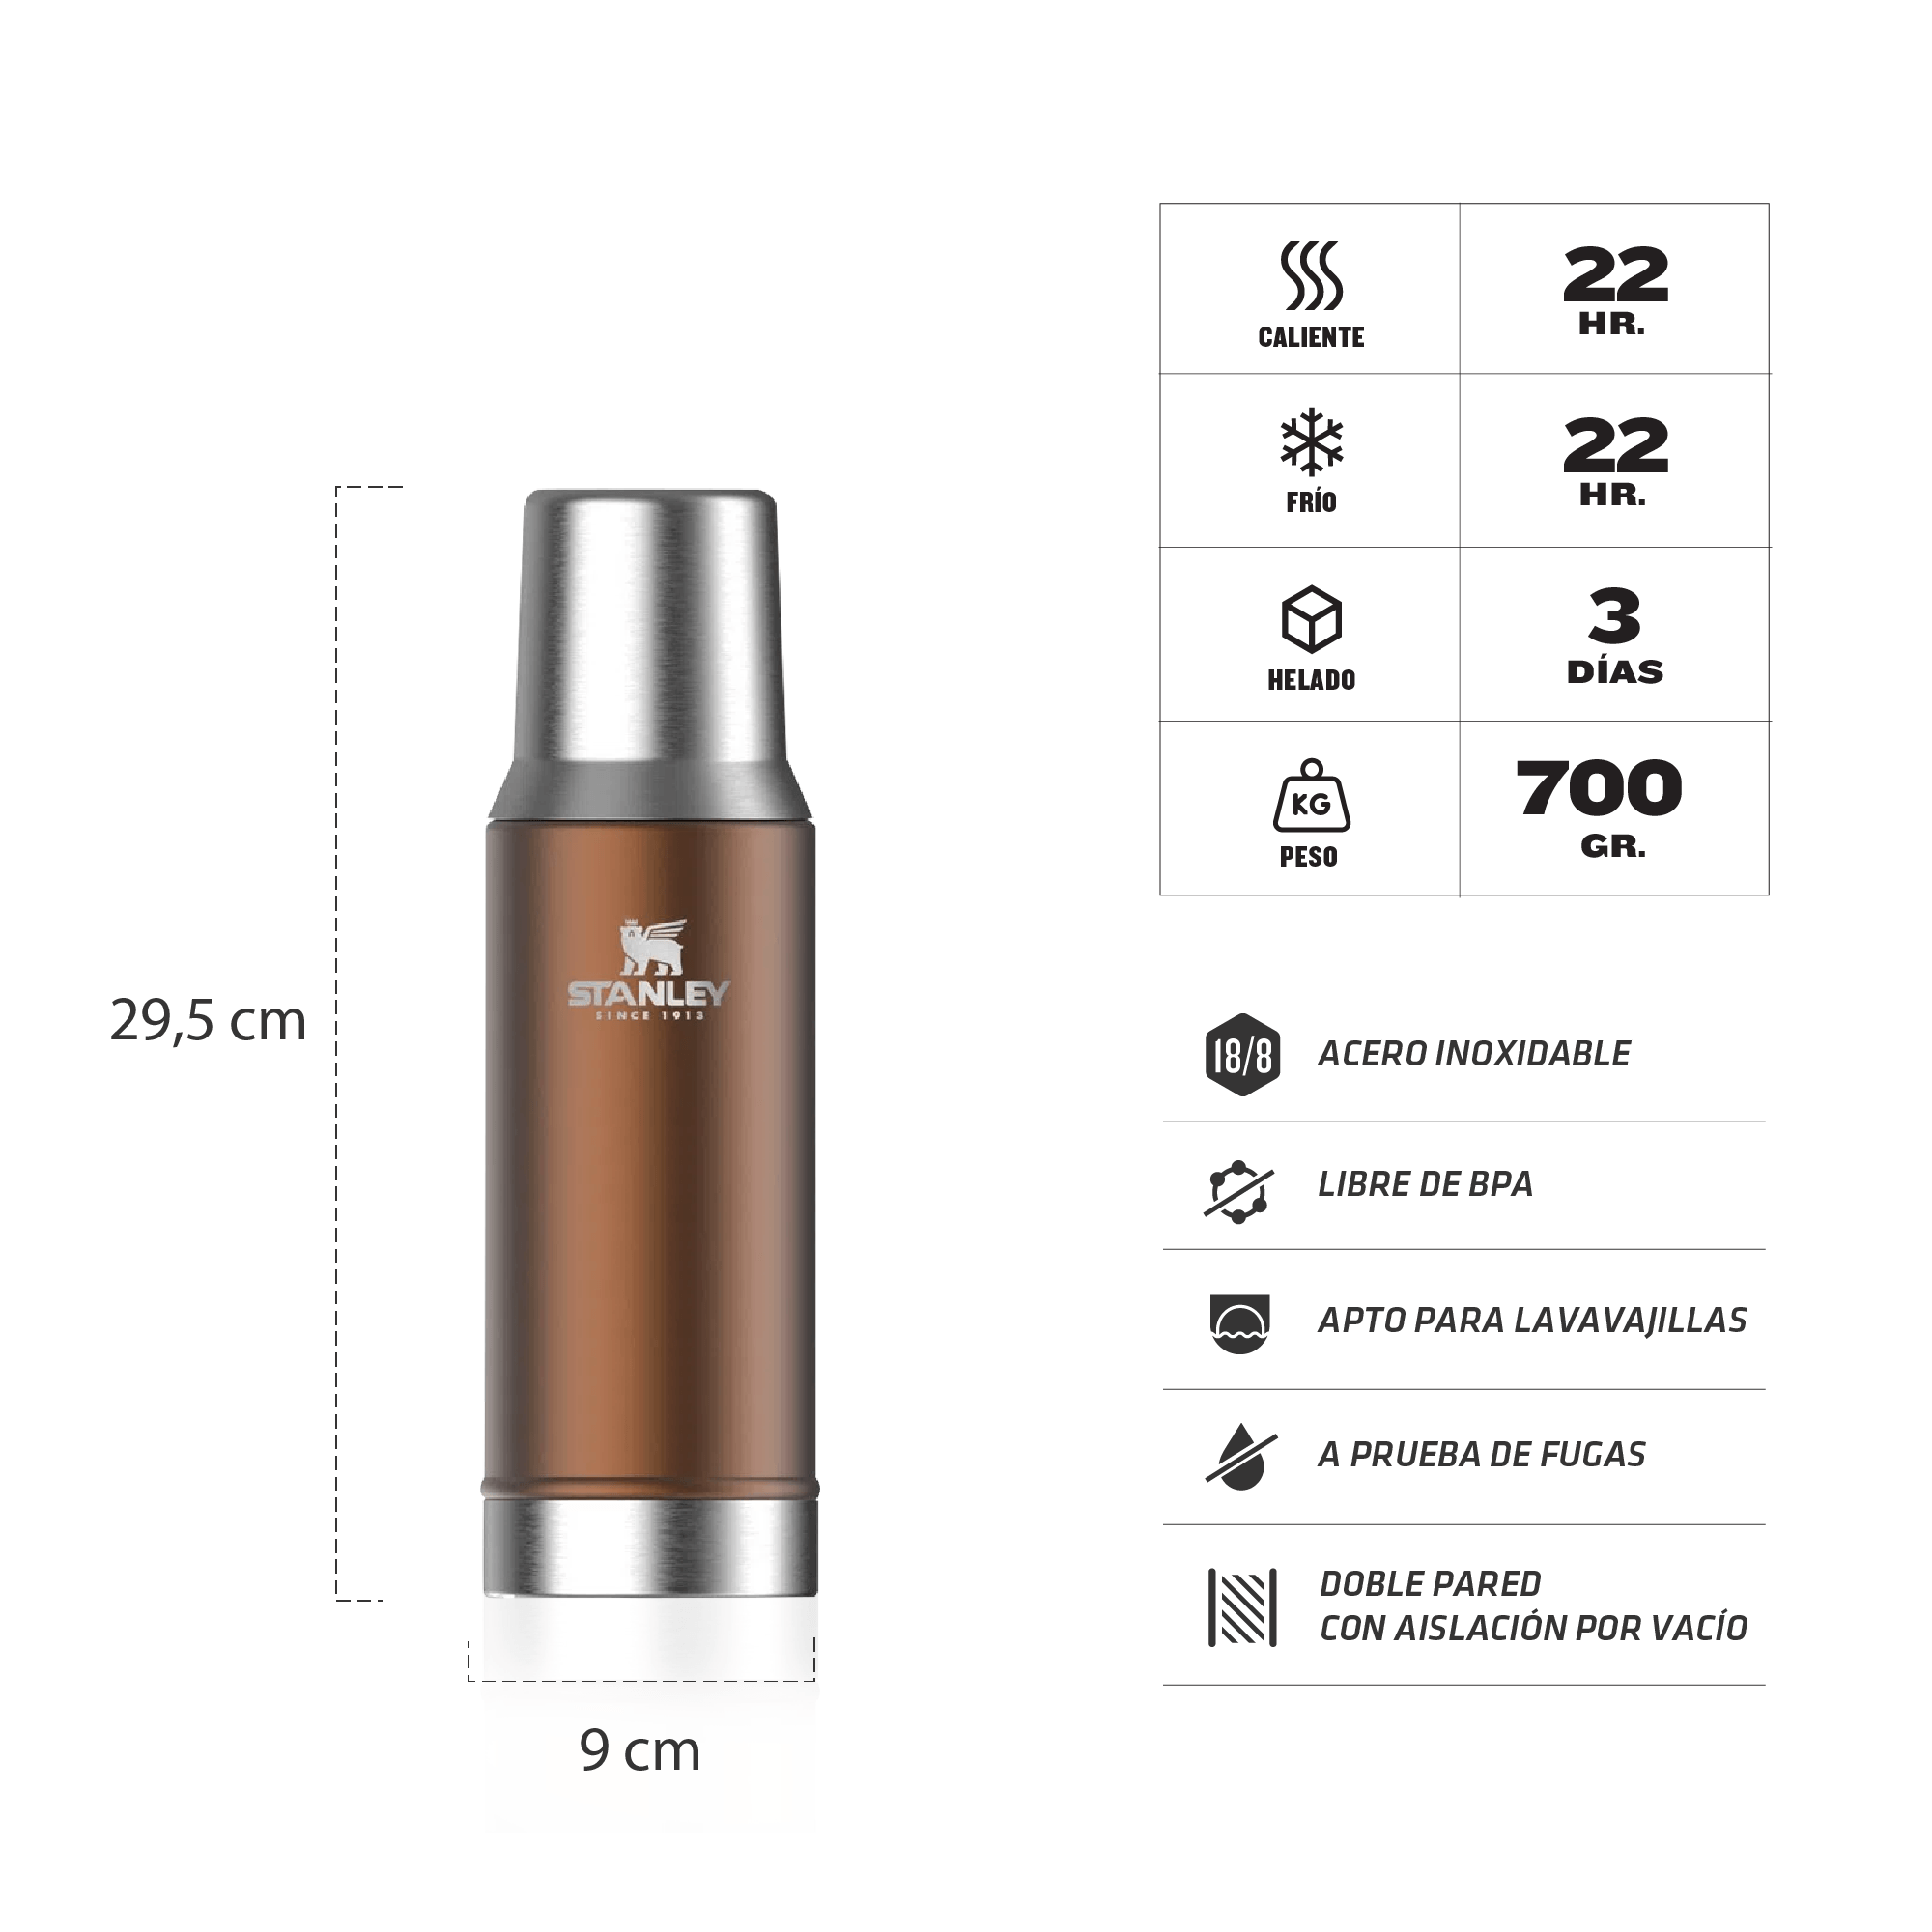 CALIENTE
22
HR.
FRÍO
22
HR.
HELADO
3
DÍAS
KG
PESO
700
GR.
29,5 cm
STANLEY
SINCE 1913
9 cm
18/8
ACERO INOXIDABLE
LIBRE DE BPA
APTO PARA LAVAVAJILLAS
A PRUEBA DE FUGAS
DOBLE PARED
CON AISLACIÓN POR VACÍO